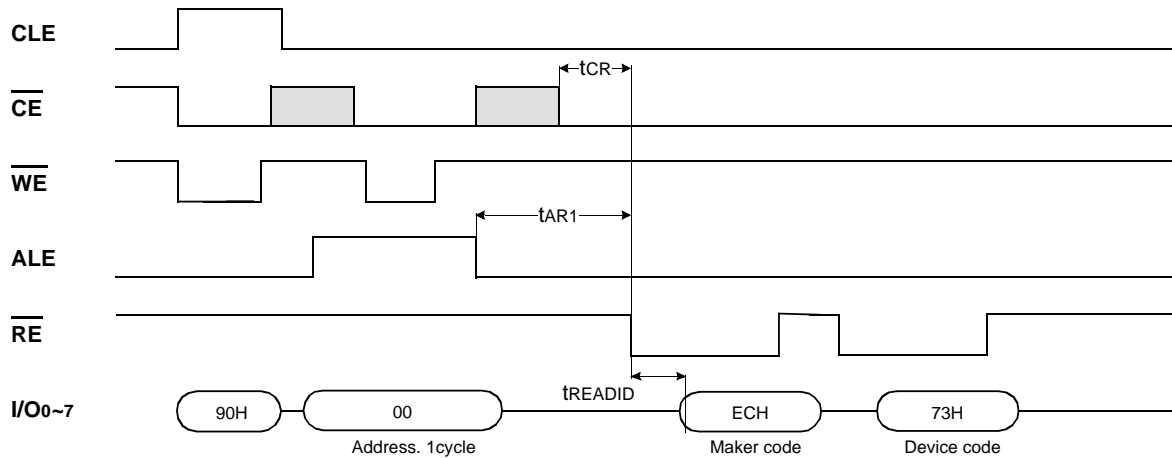 CLE
tCR
CE
WE
tAR1
ALE
RE
tREADID
I/O0~7
90H
00
ECH
73H
Address. 1cycle
Maker code
Device code